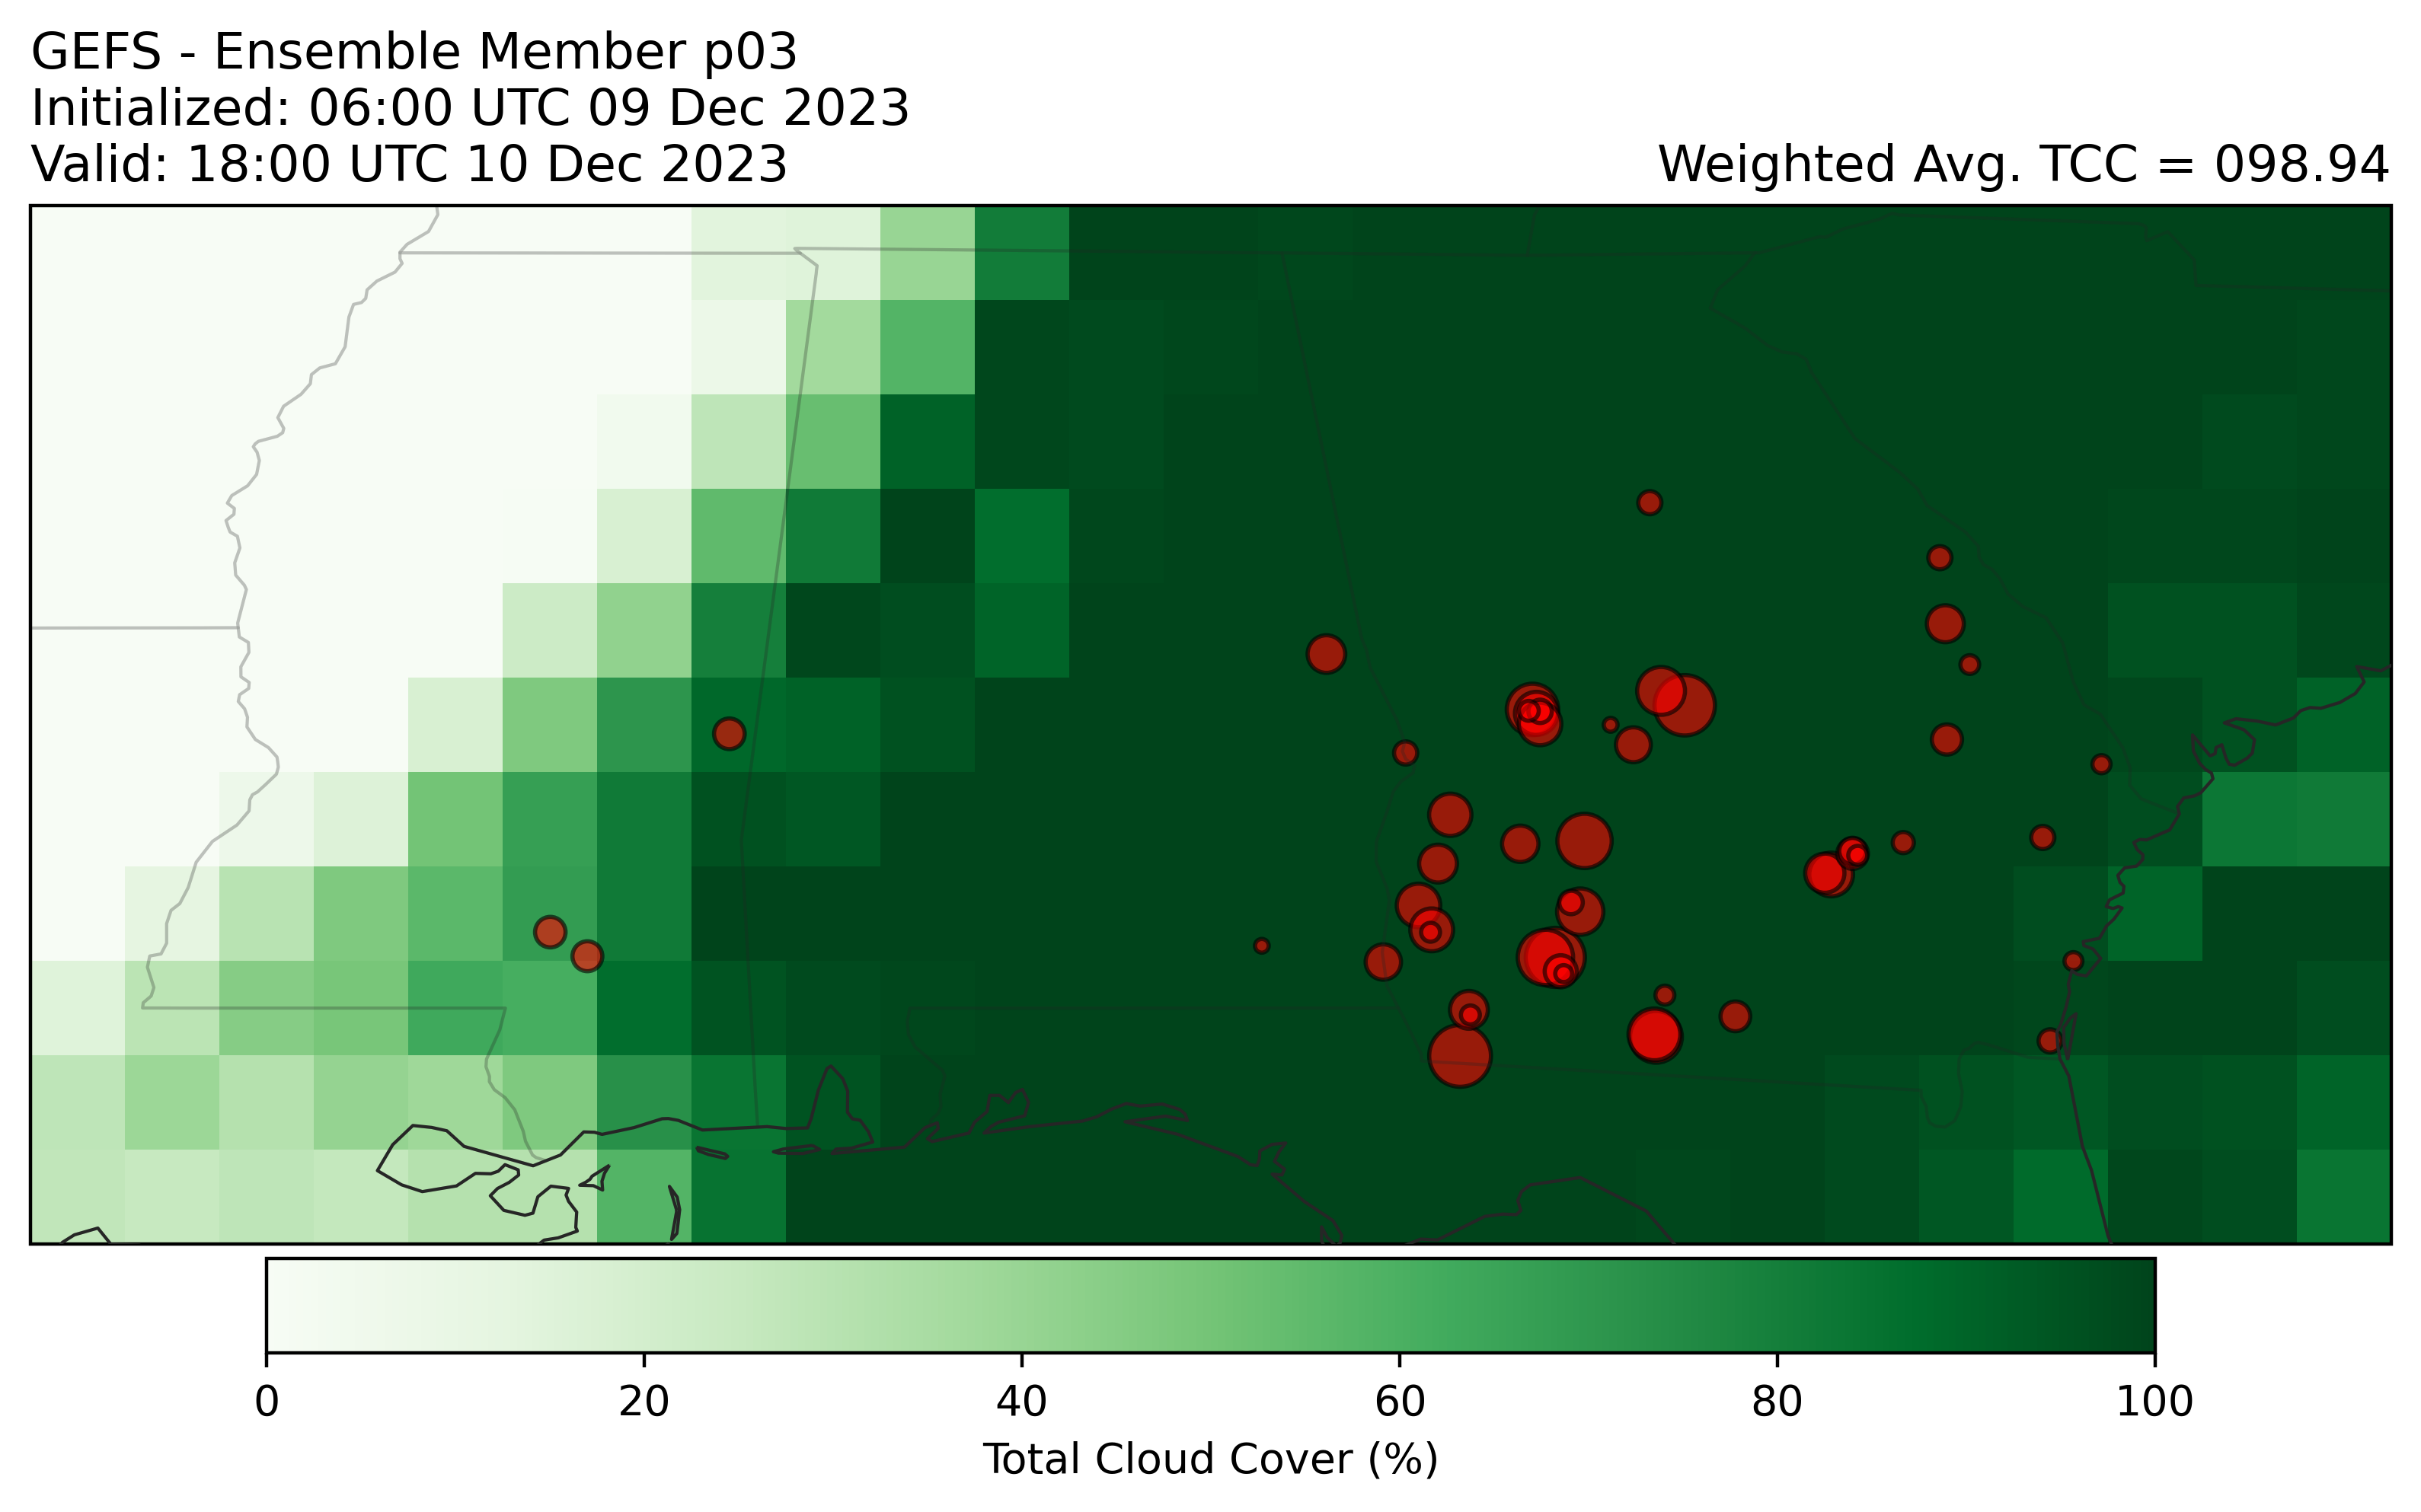 GEFS - Ensemble Member p03
Initialized: 06:00 UTC 09 Dec 2023
Valid: 18:00 UTC 10 Dec 2023
Weighted Avg. TCC = 098.94
0 20 40 60 80 100
Total Cloud Cover (%)